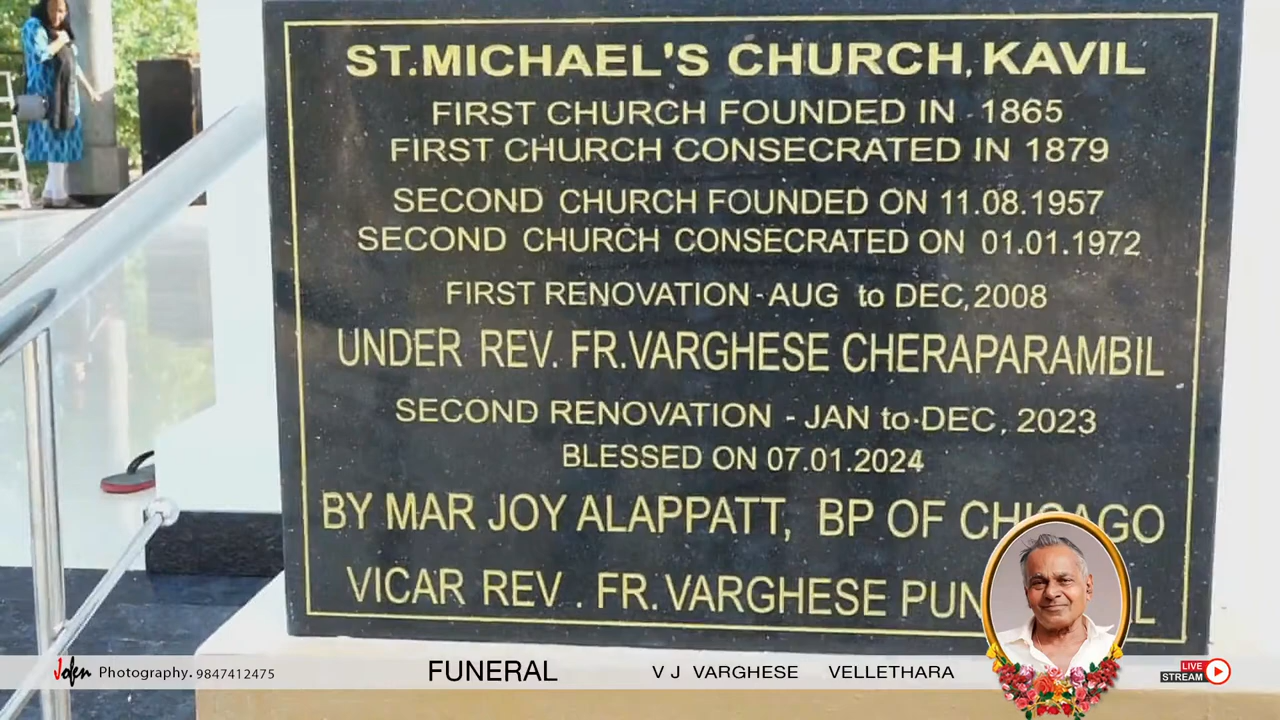 ST.MICHAEL'S CHURCH, KAVIL
FIRST CHURCH FOUNDED IN 1865
FIRST CHURCH CONSECRATED IN 1879
SECOND CHURCH FOUNDED ON 11.08.1957
SECOND CHURCH CONSECRATED ON 01.01.1972
FIRST RENOVATION - AUG to DEC, 2008
UNDER REV. FR. VARGHESE CHERAPARAMBIL
SECOND RENOVATION - JAN to DEC, 2023
BLESSED ON 07.01.2024
BY MAR JOY ALAPPATT, BP OF CHICAGO
VICAR REV. FR. VARGHESE
Photography. 9847412475
FUNERAL
V J VARGHESE VELLETHARA
LIVE
STREAM